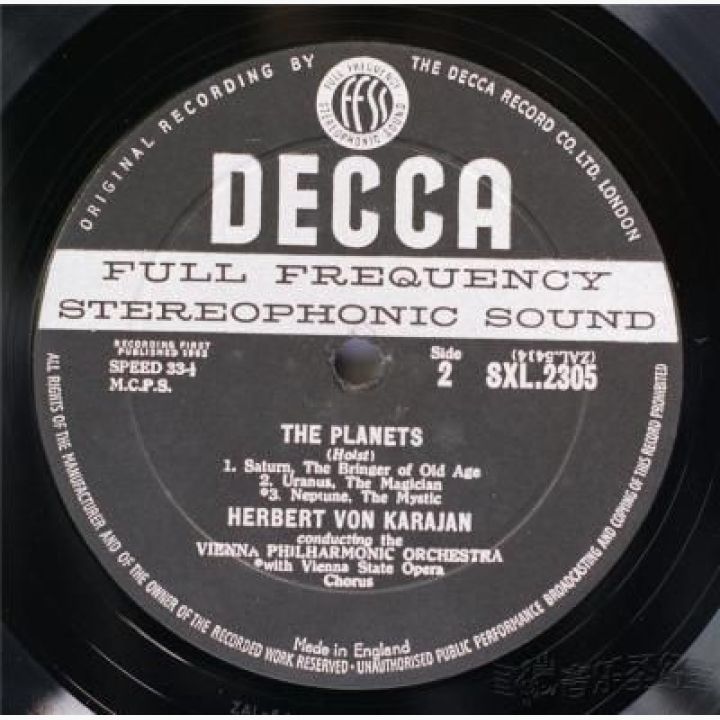 ORIGINAL RECORDING BY
THE DECCA RECORD CO. LTD. LONDON
FULL FREQUENCY
FFSS
STEREOPHONIC SOUND
DECCA
FULL FREQUENCY
STEREOPHONIC SOUND
RECORDING FIRST
PUBLISHED 1962
SPEED 33⅓
M.C.P.S.
Side
2
(ZAL.5414)
SXL.2305
THE PLANETS
(Holst)
1. Saturn, The Bringer of Old Age
2. Uranus, The Magician
*3. Neptune, The Mystic
HERBERT VON KARAJAN
conducting the
VIENNA PHILHARMONIC ORCHESTRA
*with Vienna State Opera
Chorus
Made in England
ALL RIGHTS OF THE MANUFACTURER AND OF THE OWNER OF THE RECORDED WORK RESERVED · UNAUTHORISED PUBLIC PERFORMANCE BROADCASTING AND COPYING OF THIS RECORD PROHIBITED